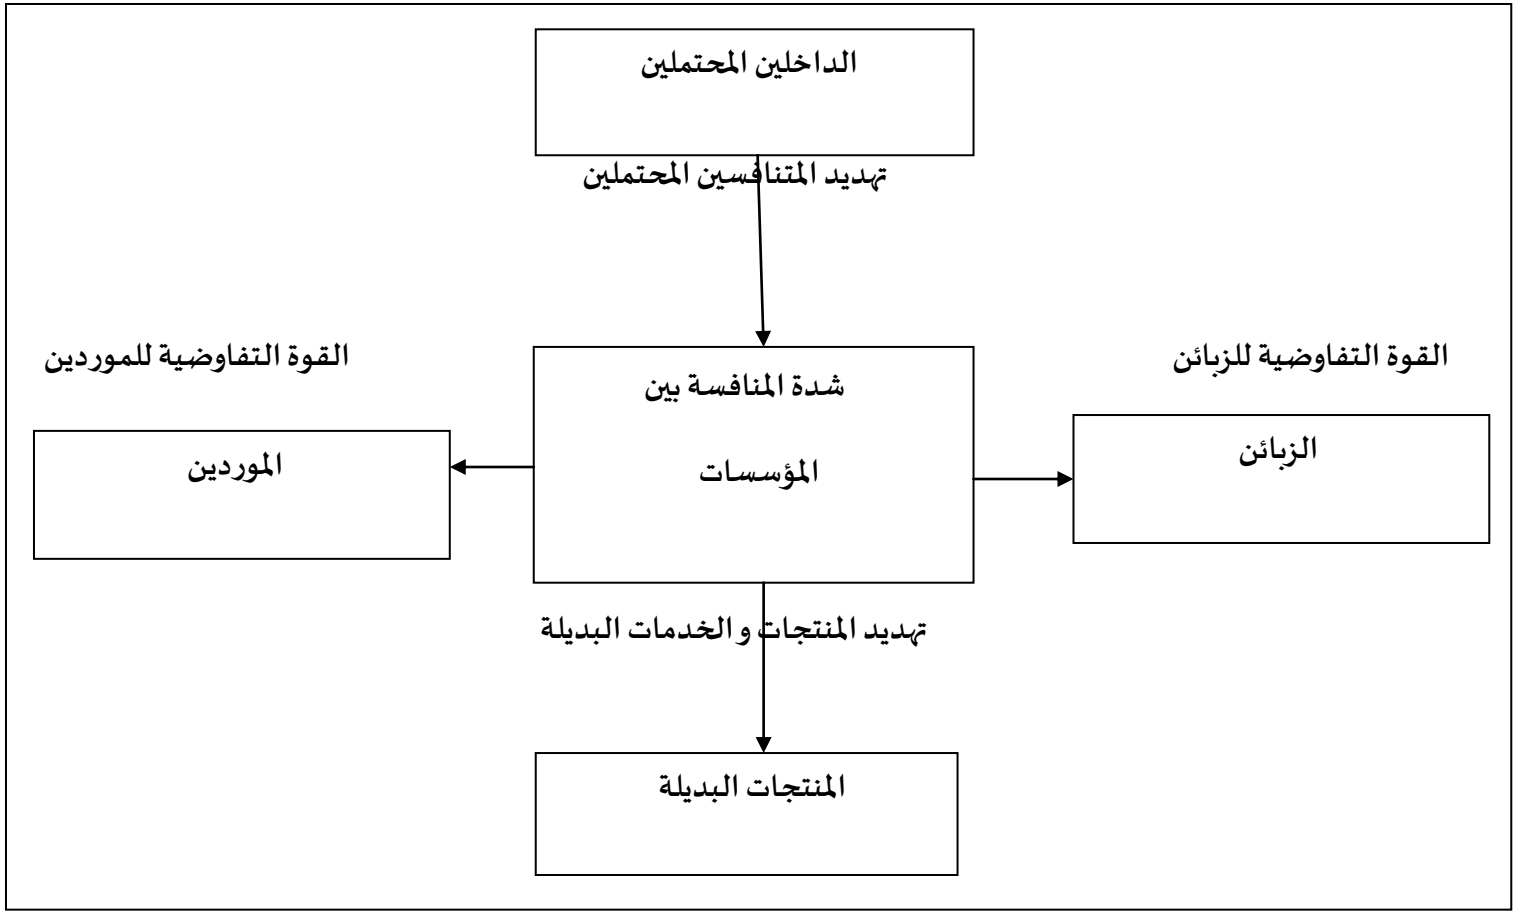 الداخلين المحتملين
تهديد المتنافسين المحتملين
القوة التفاوضية للزبائن
القوة التفاوضية للموردين
شدة المنافسة بين
المؤسسات
الزبائن
الموردين
تهديد المنتجات و الخدمات البديلة
المنتجات البديلة